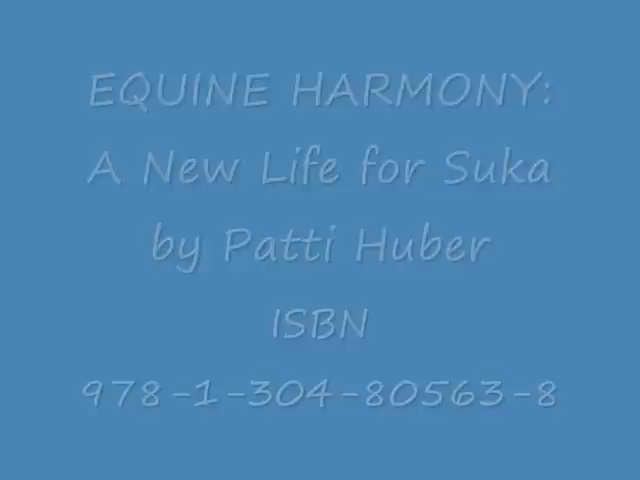 EQUINE HARMONY:
A New Life for Suka
by Patti Huber
ISBN
978-1-304-80563-8